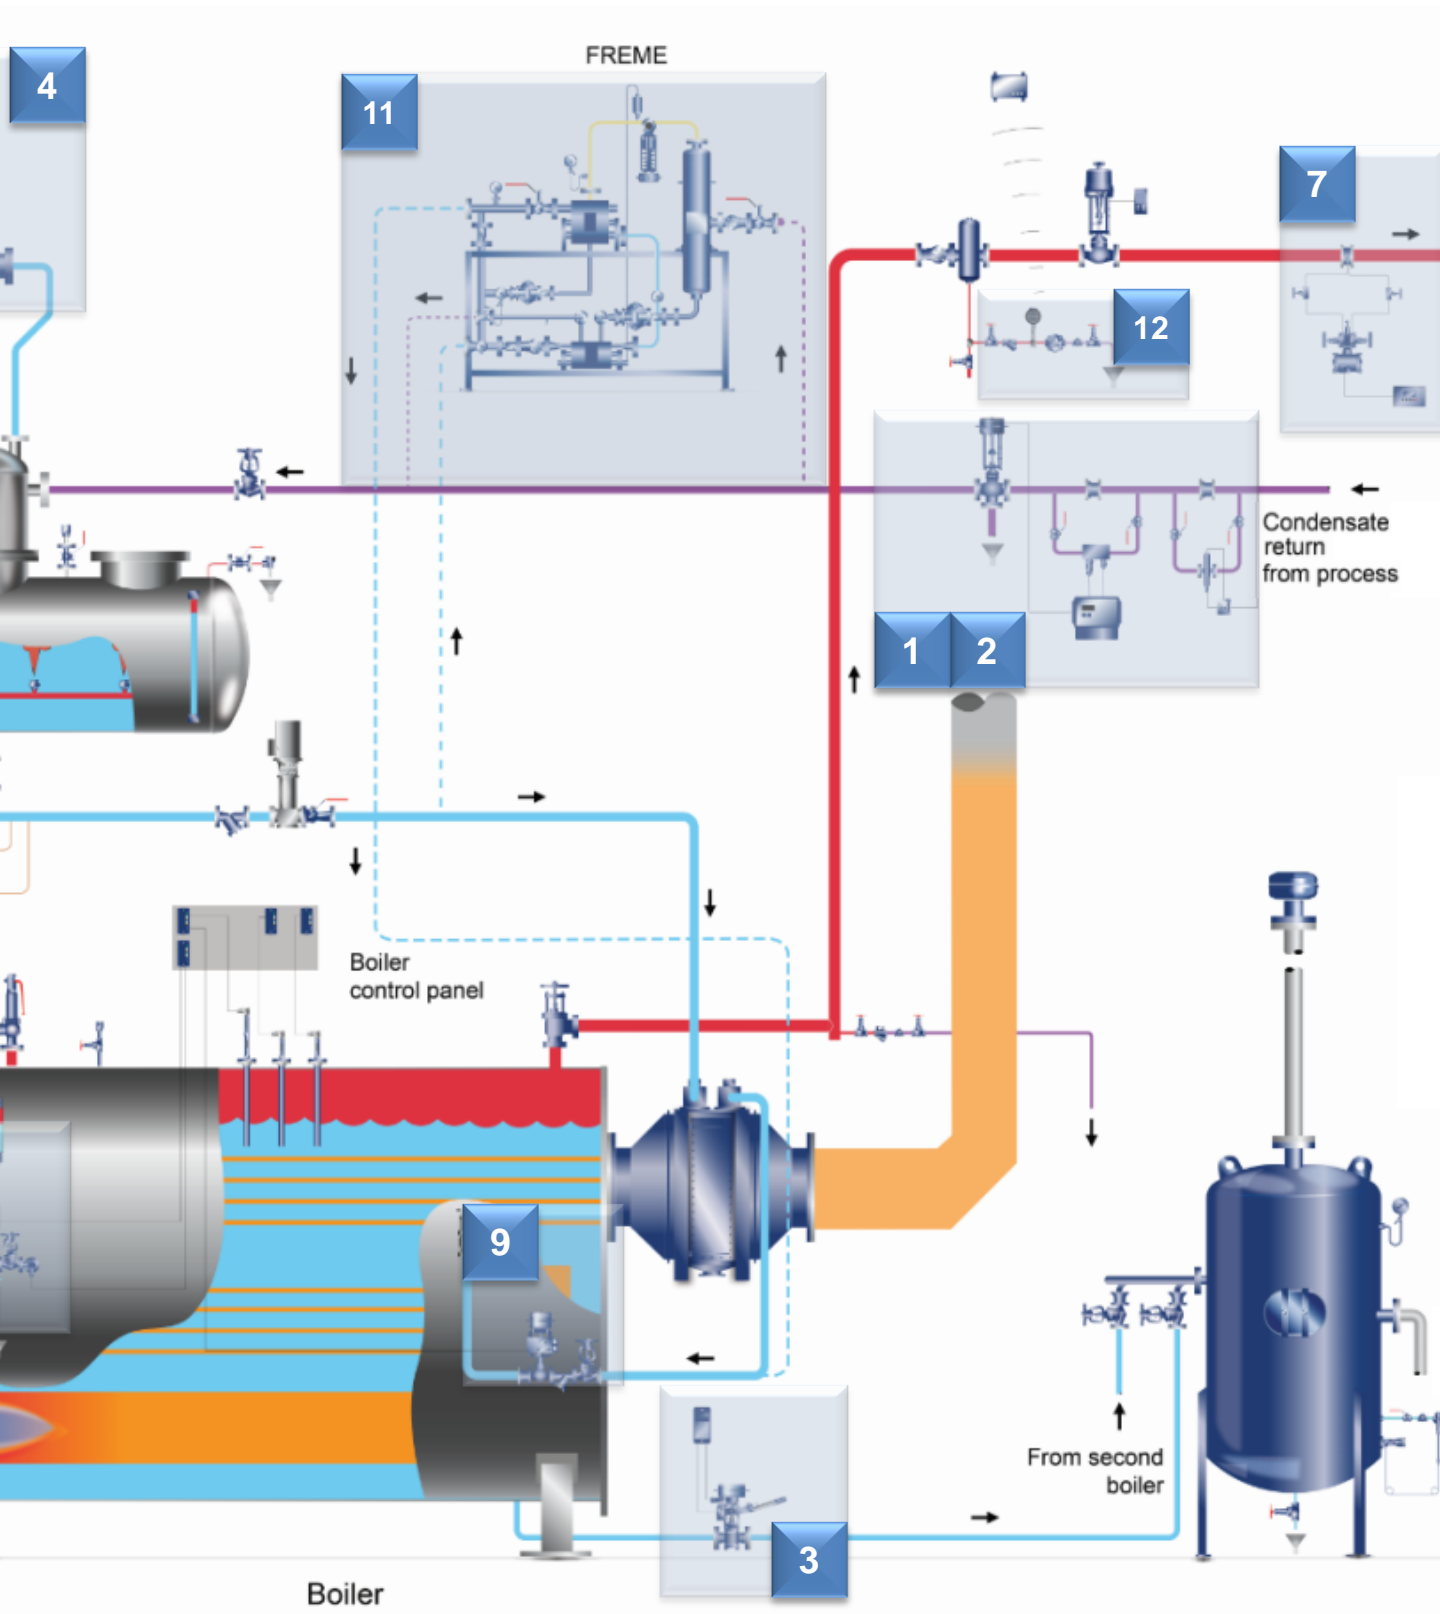 FREME
4
11
7
12
Condensate
return
from process
1
2
Boiler
control panel
9
From second
boiler
3
Boiler